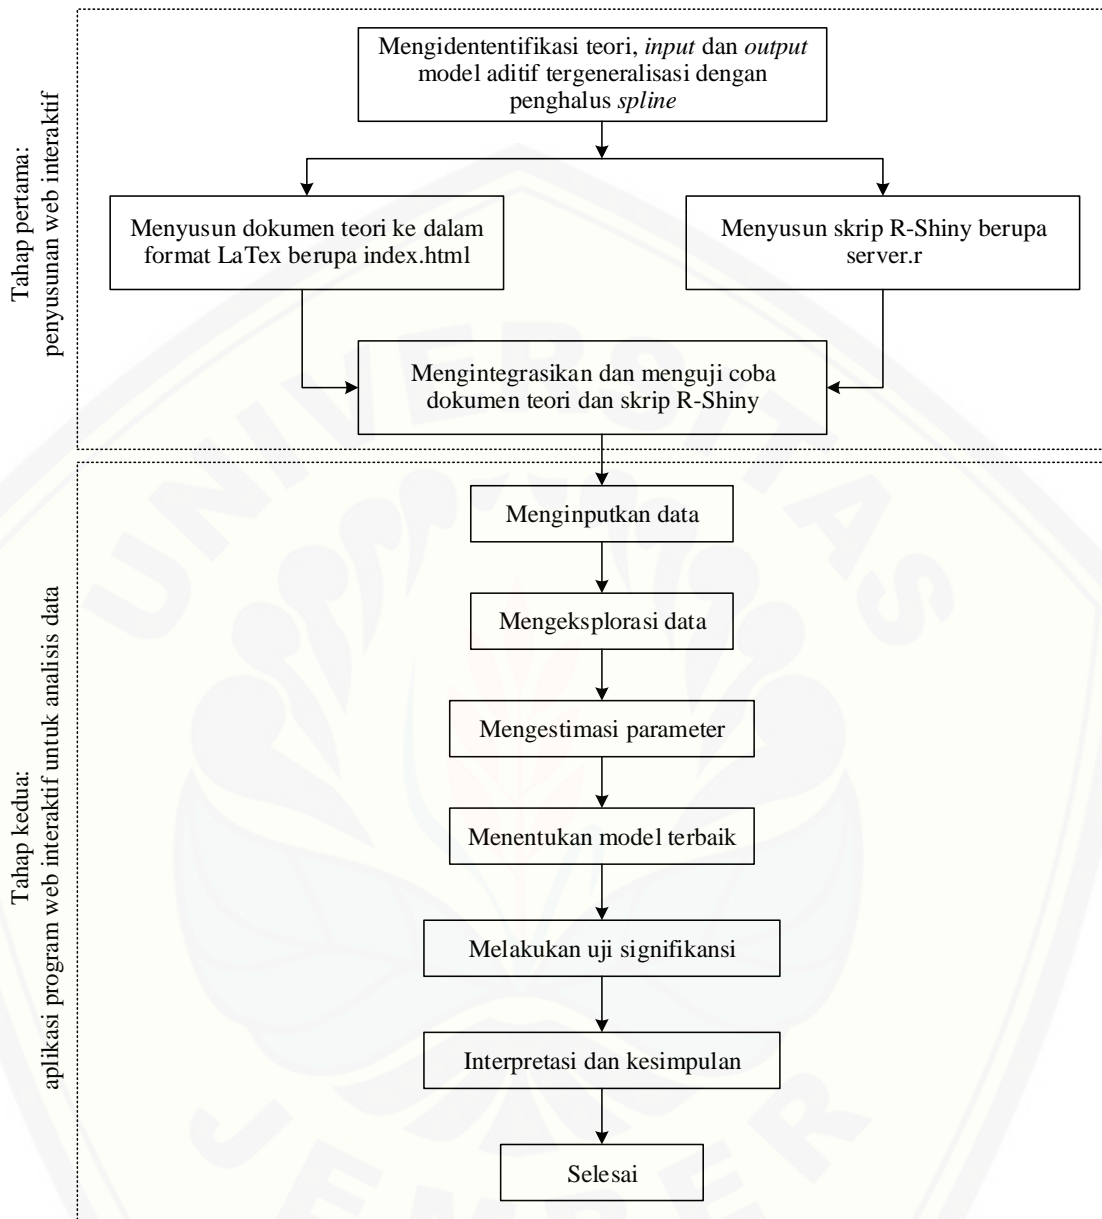 Tahap pertama:
penyusunan web interaktif
Mengidententifikasi teori, input dan output
model aditif tergeneralisasi dengan
penghalus spline
Menyusun dokumen teori ke dalam
format LaTex berupa index.html
Menyusun skrip R-Shiny berupa
server.r
Mengintegrasikan dan menguji coba
dokumen teori dan skrip R-Shiny
Tahap kedua:
aplikasi program web interaktif untuk analisis data
Menginputkan data
Mengeksplorasi data
Mengestimasi parameter
Menentukan model terbaik
Melakukan uji signifikansi
Interpretasi dan kesimpulan
Selesai
UNIVERSITAS
JEMBER